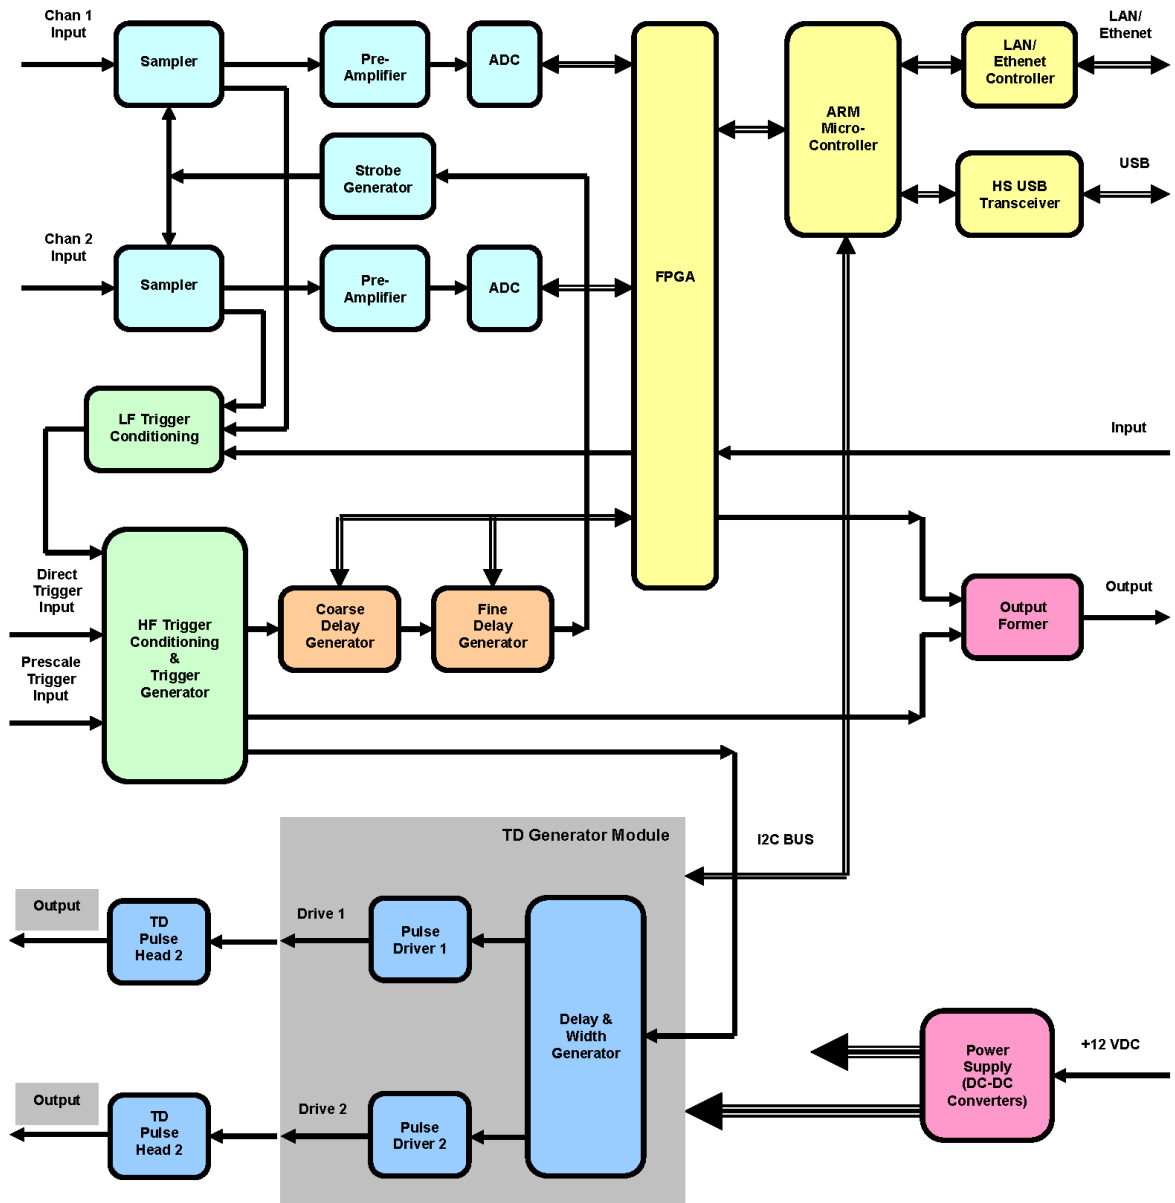 Chan 1
Input
Sampler
Pre-
Amplifier
ADC
LAN/
Ethenet
LAN/
Ethenet
Controller
ARM
Micro-
Controller
Strobe
Generator
HS USB
Transceiver
USB
Chan 2
Input
Sampler
Pre-
Amplifier
ADC
FPGA
LF Trigger
Conditioning
Input
Direct
Trigger
Input
HF Trigger
Conditioning
&
Trigger
Generator
Coarse
Delay
Generator
Fine
Delay
Generator
Output
Former
Output
Prescale
Trigger
Input
TD Generator Module
I2C BUS
Output
TD
Pulse
Head 2
Drive 1
Pulse
Driver 1
Delay &
Width
Generator
Power
Supply
(DC-DC
Converters)
+12 VDC
Output
TD
Pulse
Head 2
Drive 2
Pulse
Driver 2